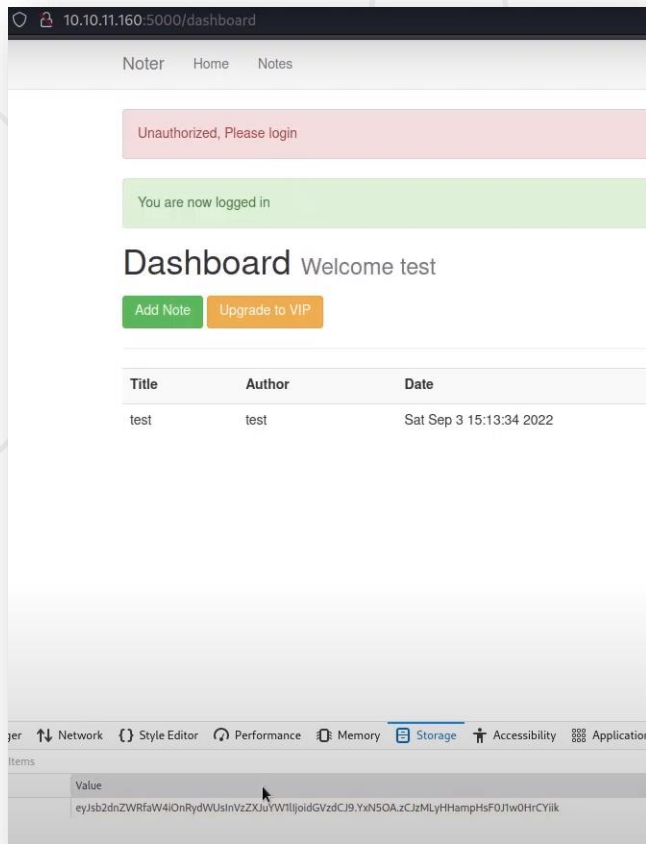 10.10.11.160:5000/dashboard
Noter Home Notes
Unauthorized, Please login
You are now logged in
Dashboard Welcome test
Add Note Upgrade to VIP
Title Author Date
test test Sat Sep 3 15:13:34 2022
Network Style Editor Performance Memory Storage Accessibility Application
Items
Value